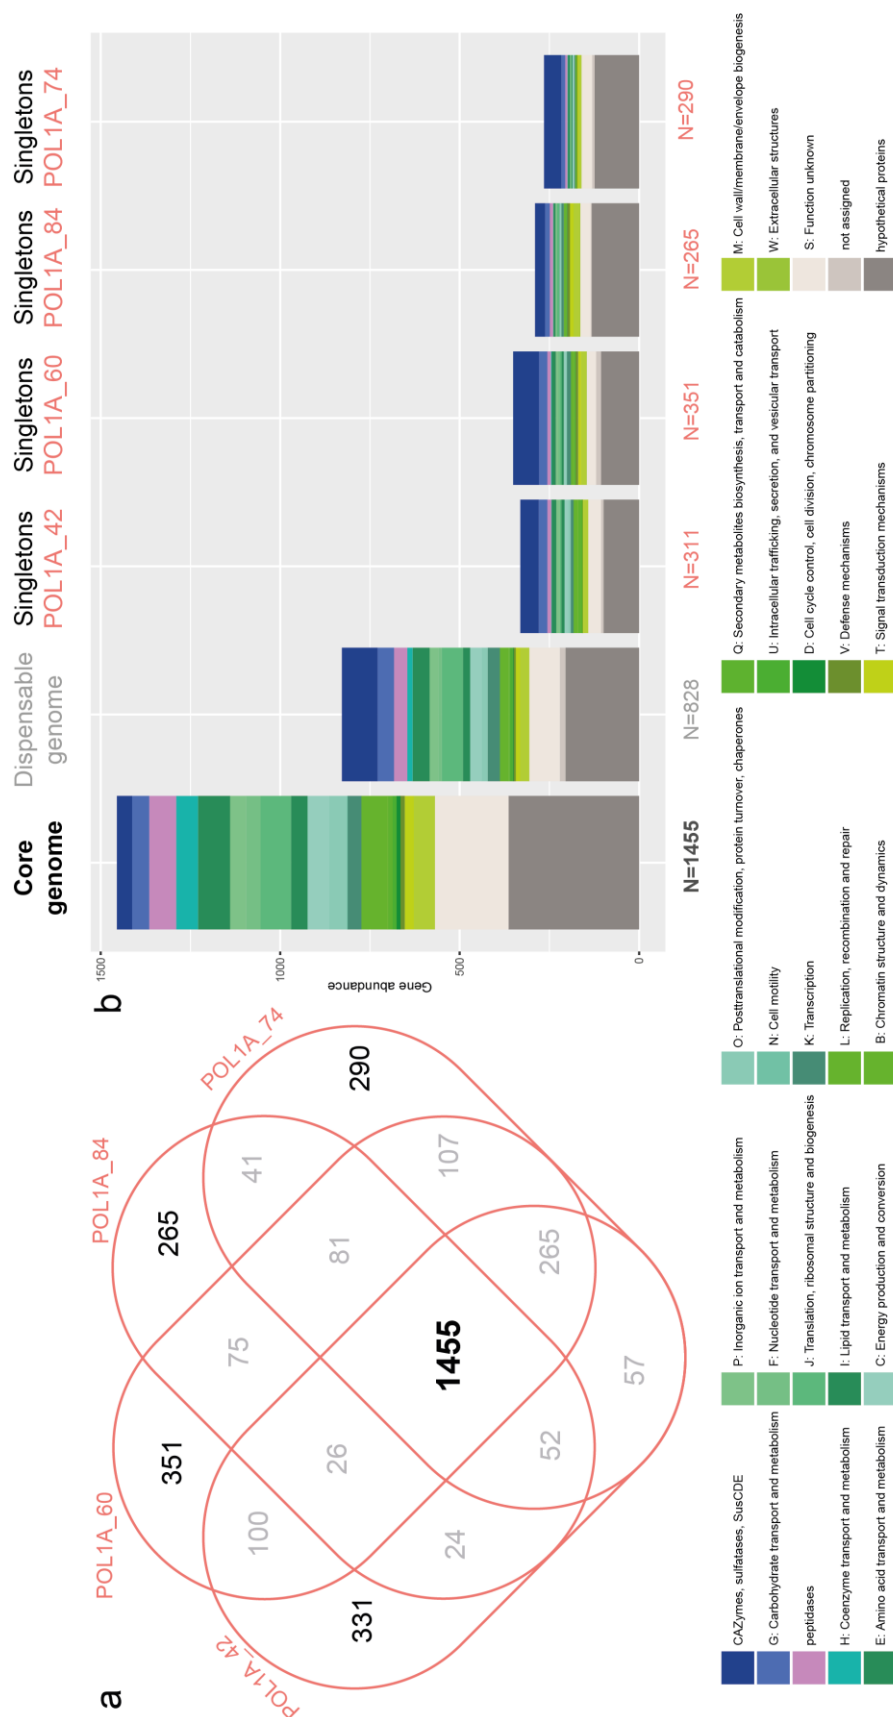 a
POL1A_42
POL1A_60
POL1A_84
POL1A_74
331
351
265
290
100
75
41
26
81
24
107
1455
52
265
57
b
Core
genome
Dispensable
genome
Singletons
POL1A_42
Singletons
POL1A_60
Singletons
POL1A_84
Singletons
POL1A_74
Gene abundance
1500
1000
500
0
N=1455
N=828
N=311
N=351
N=265
N=290
CAZymes, sulfatases, SusCDE
G: Carbohydrate transport and metabolism
peptidases
H: Coenzyme transport and metabolism
E: Amino acid transport and metabolism
P: Inorganic ion transport and metabolism
F: Nucleotide transport and metabolism
J: Translation, ribosomal structure and biogenesis
I: Lipid transport and metabolism
C: Energy production and conversion
O: Posttranslational modification, protein turnover, chaperones
N: Cell motility
K: Transcription
L: Replication, recombination and repair
B: Chromatin structure and dynamics
Q: Secondary metabolites biosynthesis, transport and catabolism
U: Intracellular trafficking, secretion, and vesicular transport
D: Cell cycle control, cell division, chromosome partitioning
V: Defense mechanisms
T: Signal transduction mechanisms
M: Cell wall/membrane/envelope biogenesis
W: Extracellular structures
S: Function unknown
not assigned
hypothetical proteins